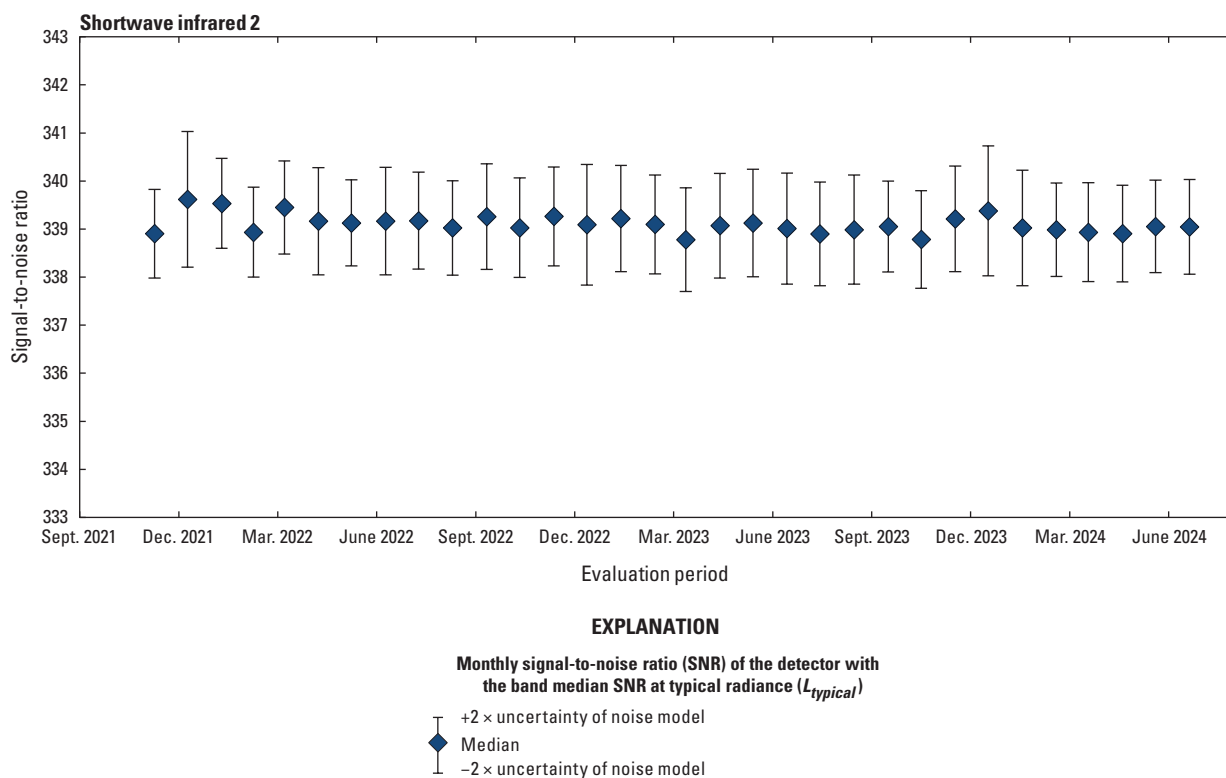 Shortwave infrared 2
343
342
341
340
339
338
337
336
335
334
333
Signal-to-noise ratio
Sept. 2021 Dec. 2021 Mar. 2022 June 2022 Sept. 2022 Dec. 2022 Mar. 2023 June 2023 Sept. 2023 Dec. 2023 Mar. 2024 June 2024
Evaluation period
EXPLANATION
Monthly signal-to-noise ratio (SNR) of the detector with
the band median SNR at typical radiance (Ltypical)
+2 × uncertainty of noise model
Median
−2 × uncertainty of noise model